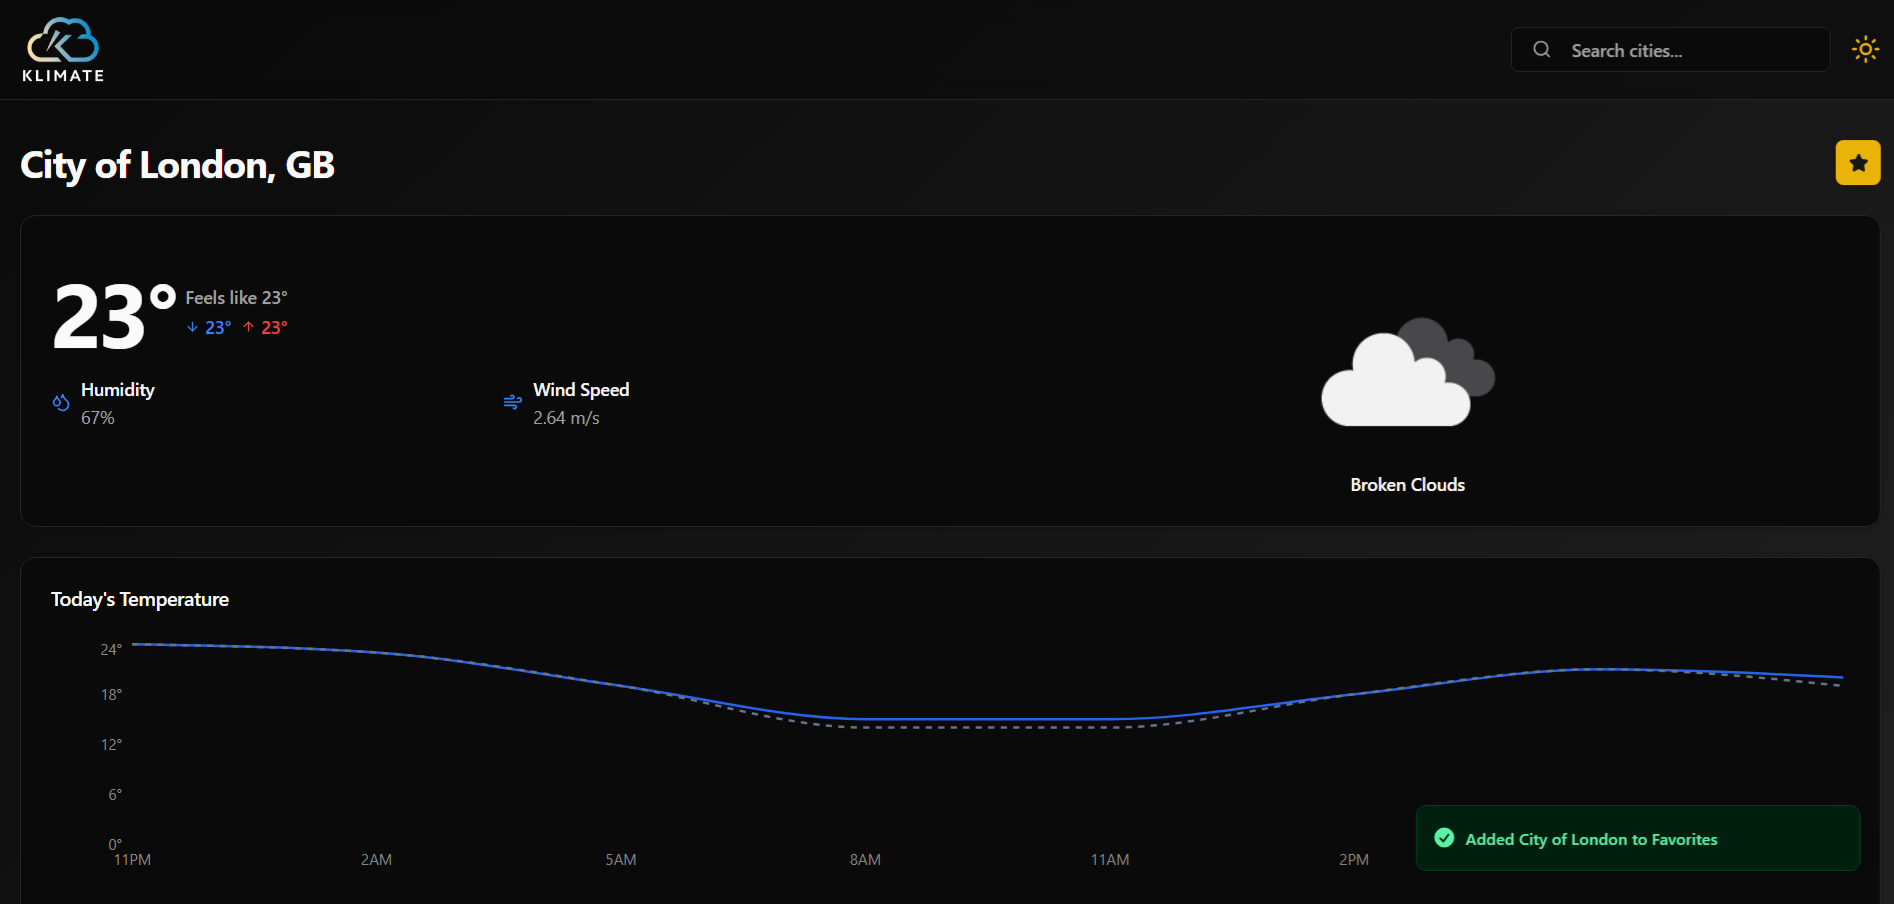 KLIMATE
Search cities...
City of London, GB
23°
Feels like 23°
23° 23°
Humidity
67%
Wind Speed
2.64 m/s
Broken Clouds
Today's Temperature
24°
18°
12°
6°
0°
11PM 2AM 5AM 8AM 11AM 2PM
Added City of London to Favorites